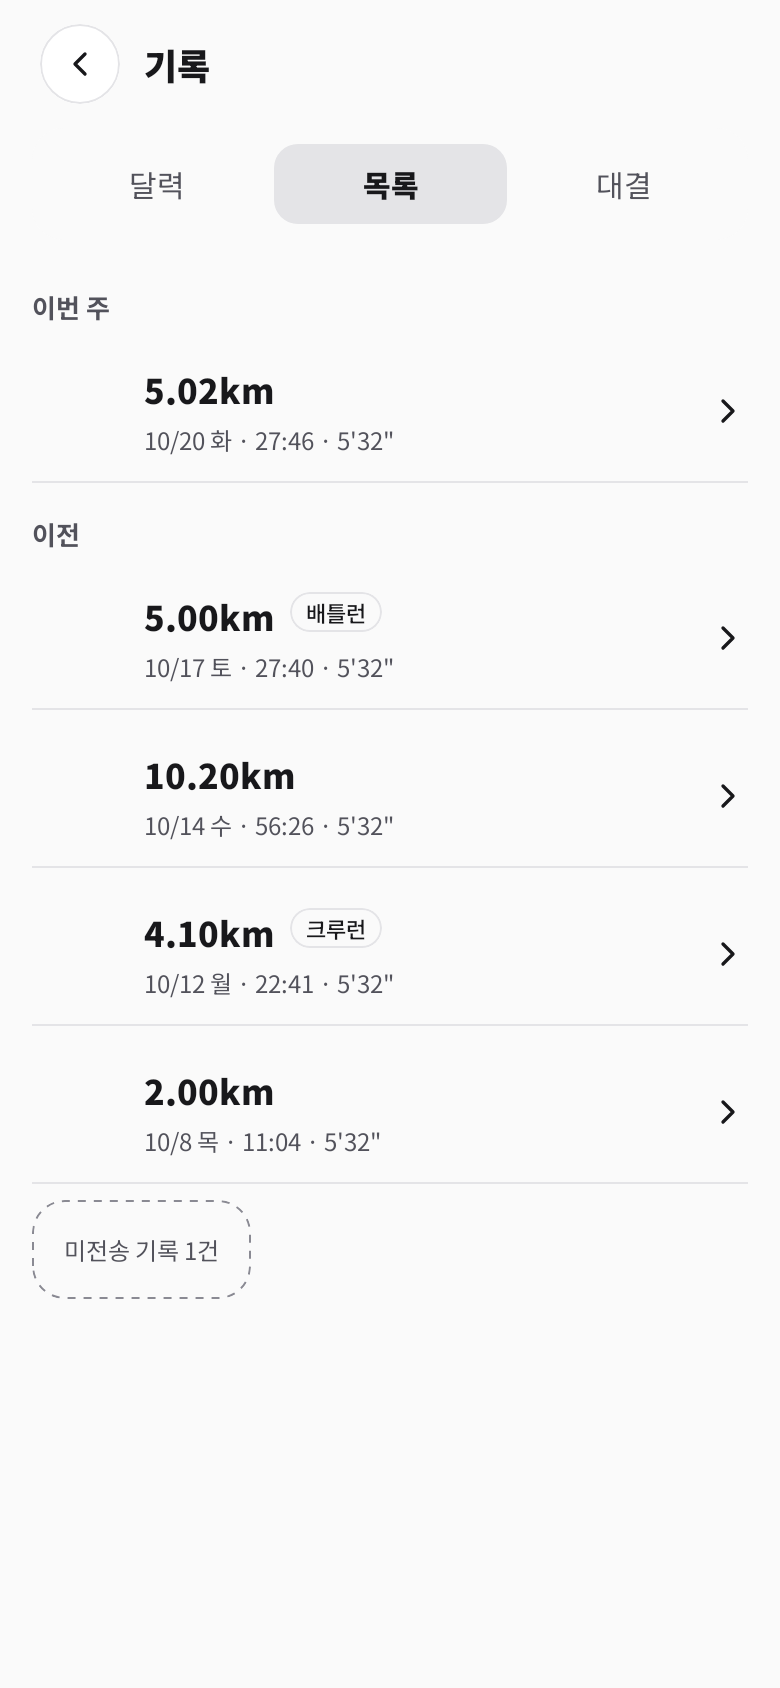 기록
달력 목록 대결
이번 주
5.02km
10/20 화 · 27:46 · 5'32"
이전
5.00km 배틀런
10/17 토 · 27:40 · 5'32"
10.20km
10/14 수 · 56:26 · 5'32"
4.10km 크루런
10/12 월 · 22:41 · 5'32"
2.00km
10/8 목 · 11:04 · 5'32"
미전송 기록 1건